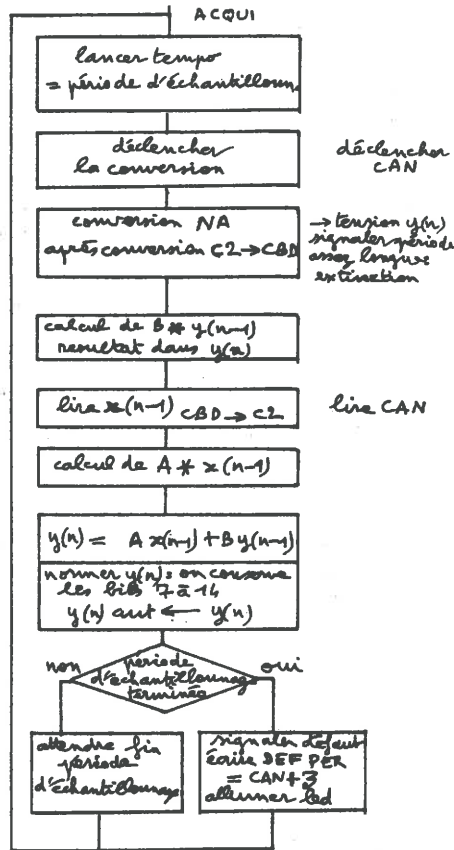 ACQUI
lancer tempo
= période d'échantillonn.
déclencher
la conversion
déclencher
CAN
conversion NA
après conversion C2 → CBD
→ tension y(n)
signaler période
assez longue
extinction
calcul de B * y(n-1)
resultat dans y(n)
lire x(n-1) CBD → C2
lire CAN
calcul de A * x(n-1)
y(n) = A x(n-1) + B y(n-1)
normer y(n) : on conserve
les bits 7 à 14
y(n) ant ← y(n)
non
période
d'échantillonnage
terminée
oui
attendre fin
période
d'échantillonnage
signaler défaut
écrire DEF PER
= CAN + 3
allumer led